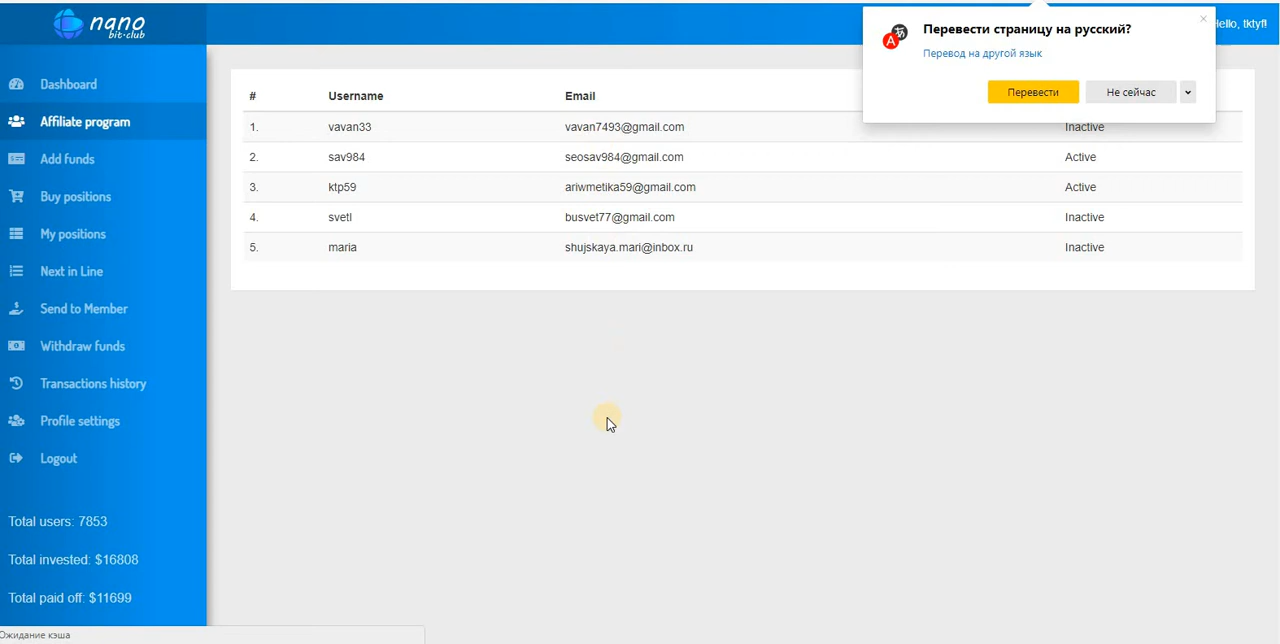 nano
bit-club
Hello, tktyf!
Перевести страницу на русский?
Перевод на другой язык
Перевести
Не сейчас
Dashboard
Affiliate program
Add funds
Buy positions
My positions
Next in Line
Send to Member
Withdraw funds
Transactions history
Profile settings
Logout
Total users: 7853
Total invested: $16808
Total paid off: $11699
# Username Email
1. vavan33 vavan7493@gmail.com Inactive
2. sav984 seosav984@gmail.com Active
3. ktp59 ariwmetika59@gmail.com Active
4. svetl busvet77@gmail.com Inactive
5. maria shujskaya.mari@inbox.ru Inactive
Ожидание кэша